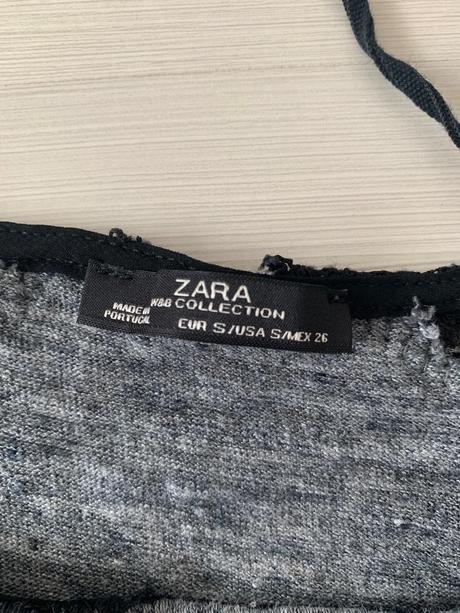 ZARA
W&B COLLECTION
MADE IN
PORTUGAL
EUR S/USA S/MEX 26